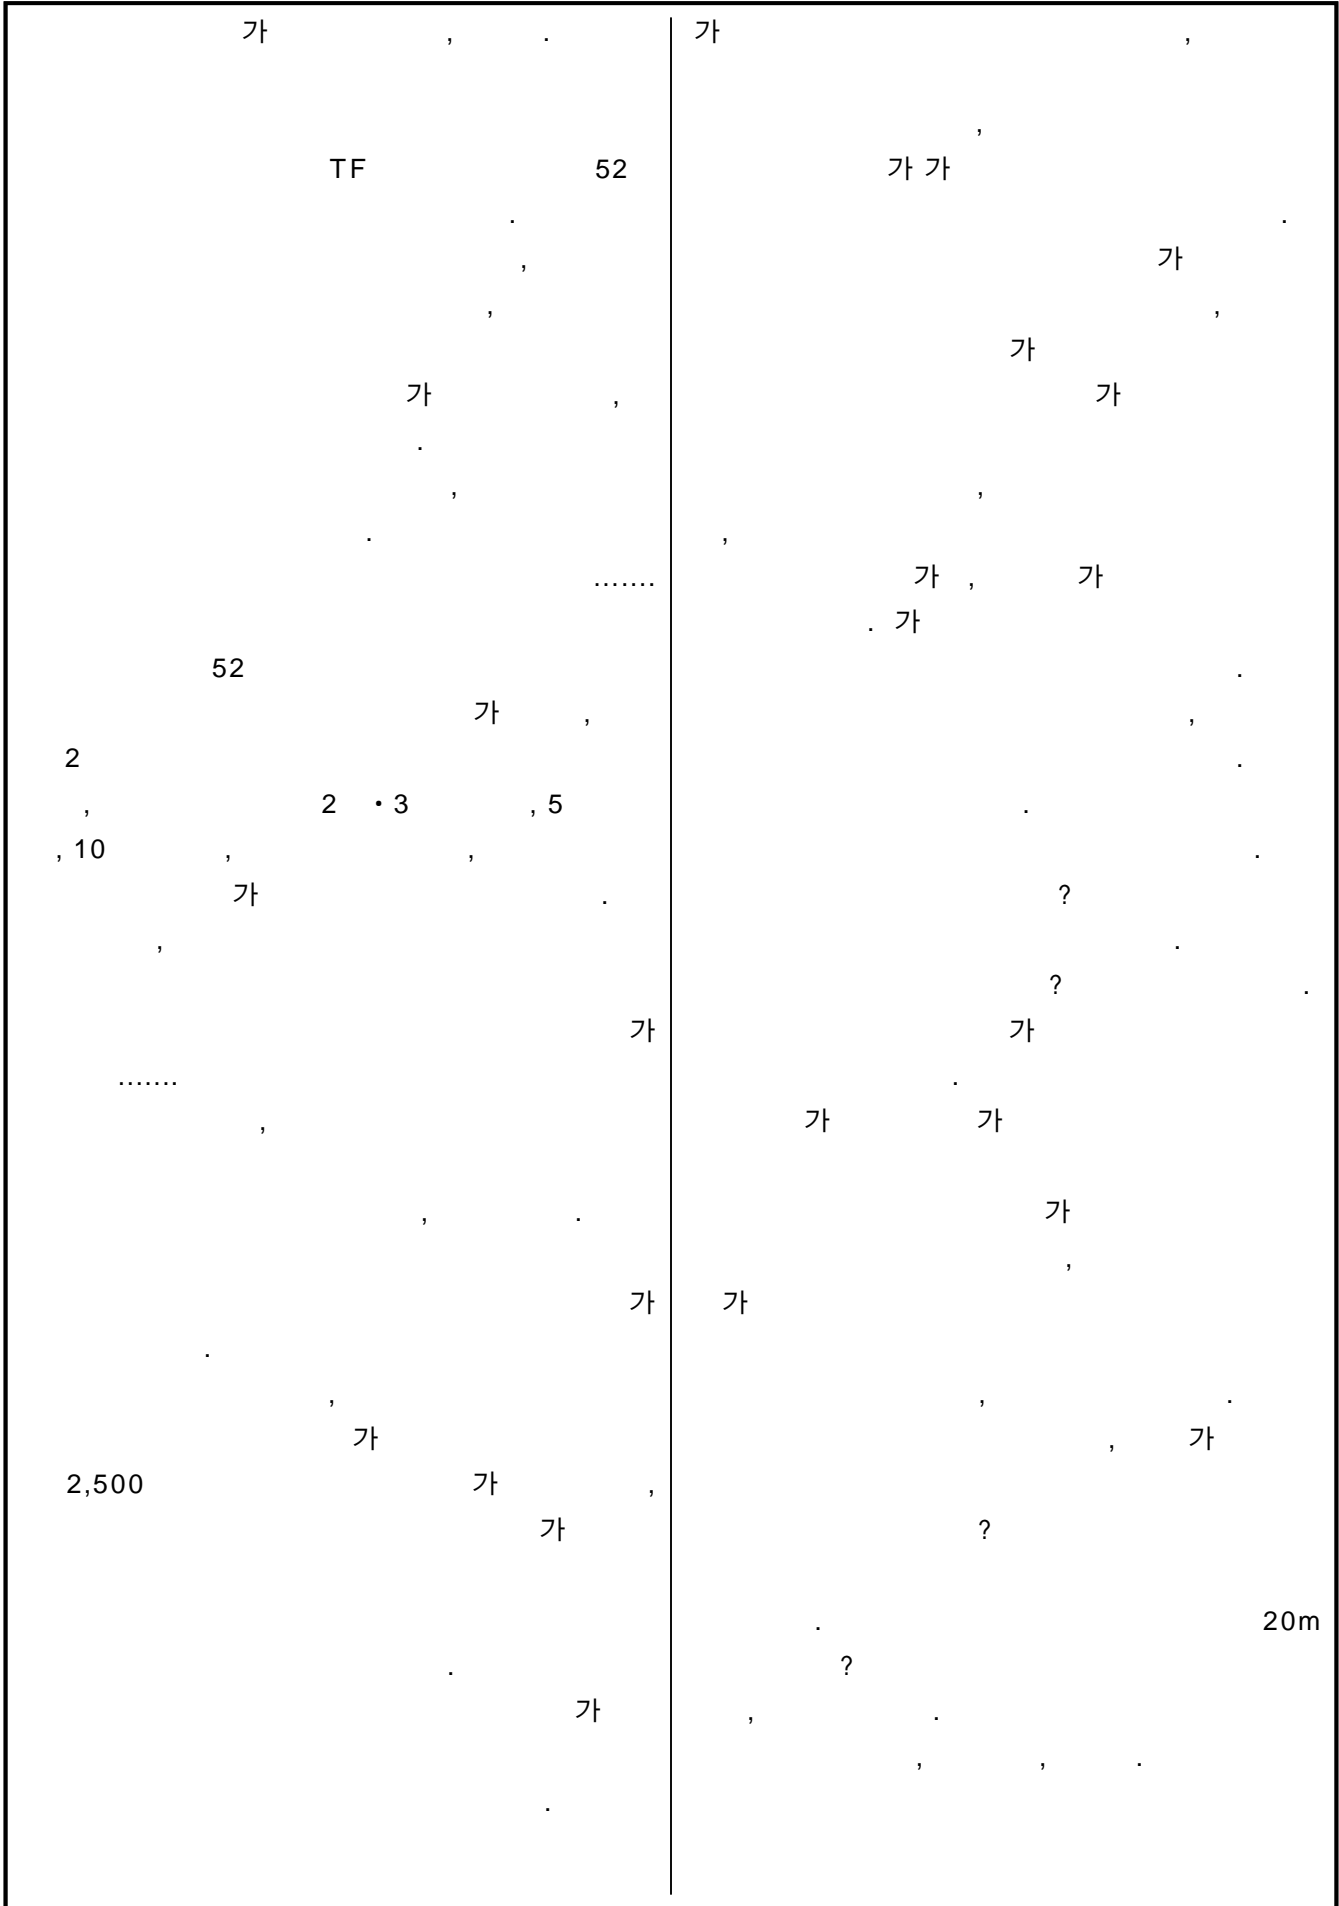 가 , .
TF 52
.
,
,
가 ,
.
,
.
.......
52
가 ,
2
, 2 • 3 , 5
, 10 , ,
가 .
,
가
.......
,
, .
가
.
,
가
2,500 가 ,
가
.
가
.
가 ,
,
가 가
.
가
,
가
가
,
,
가 , 가
. 가
.
,
.
.
.
?
.
? .
가
.
가 가
가
,
가
, .
, 가
?
. 20m
?
, .
, , .